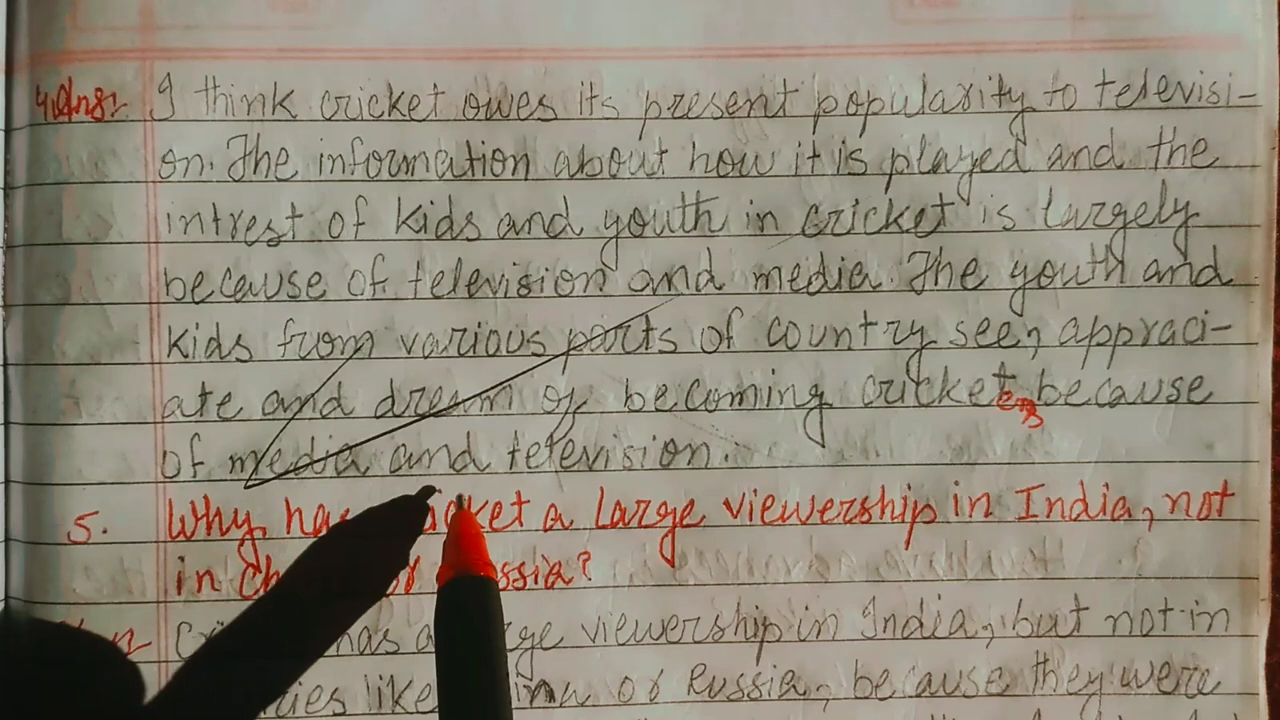 4.Ans:- I think cricket owes its present popularity to televisi-
on. The information about how it is played and the
intrest of kids and youth in cricket is largely
because of television and media. The youth and
kids from various parts of country seen, appraci-
ate and dream of becoming cricketers because
of media and television.
5. Why has cricket a large viewership in India, not
in or Russia?
has a viewership in India, but not in
like or Russia, because they were